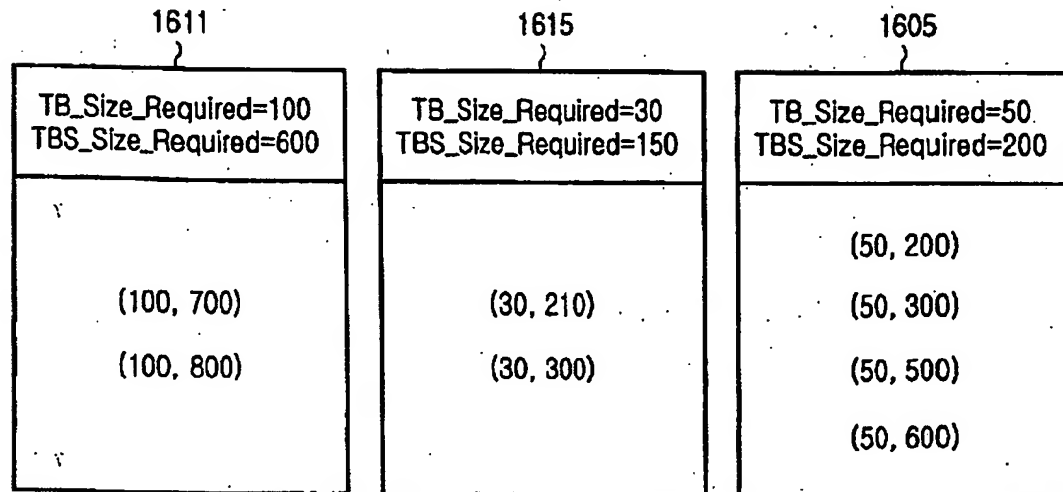 1611
TB_Size_Required=100
TBS_Size_Required=600
(100, 700)
(100, 800)
1615
TB_Size_Required=30
TBS_Size_Required=150
(30, 210)
(30, 300)
1605
TB_Size_Required=50
TBS_Size_Required=200
(50, 200)
(50, 300)
(50, 500)
(50, 600)